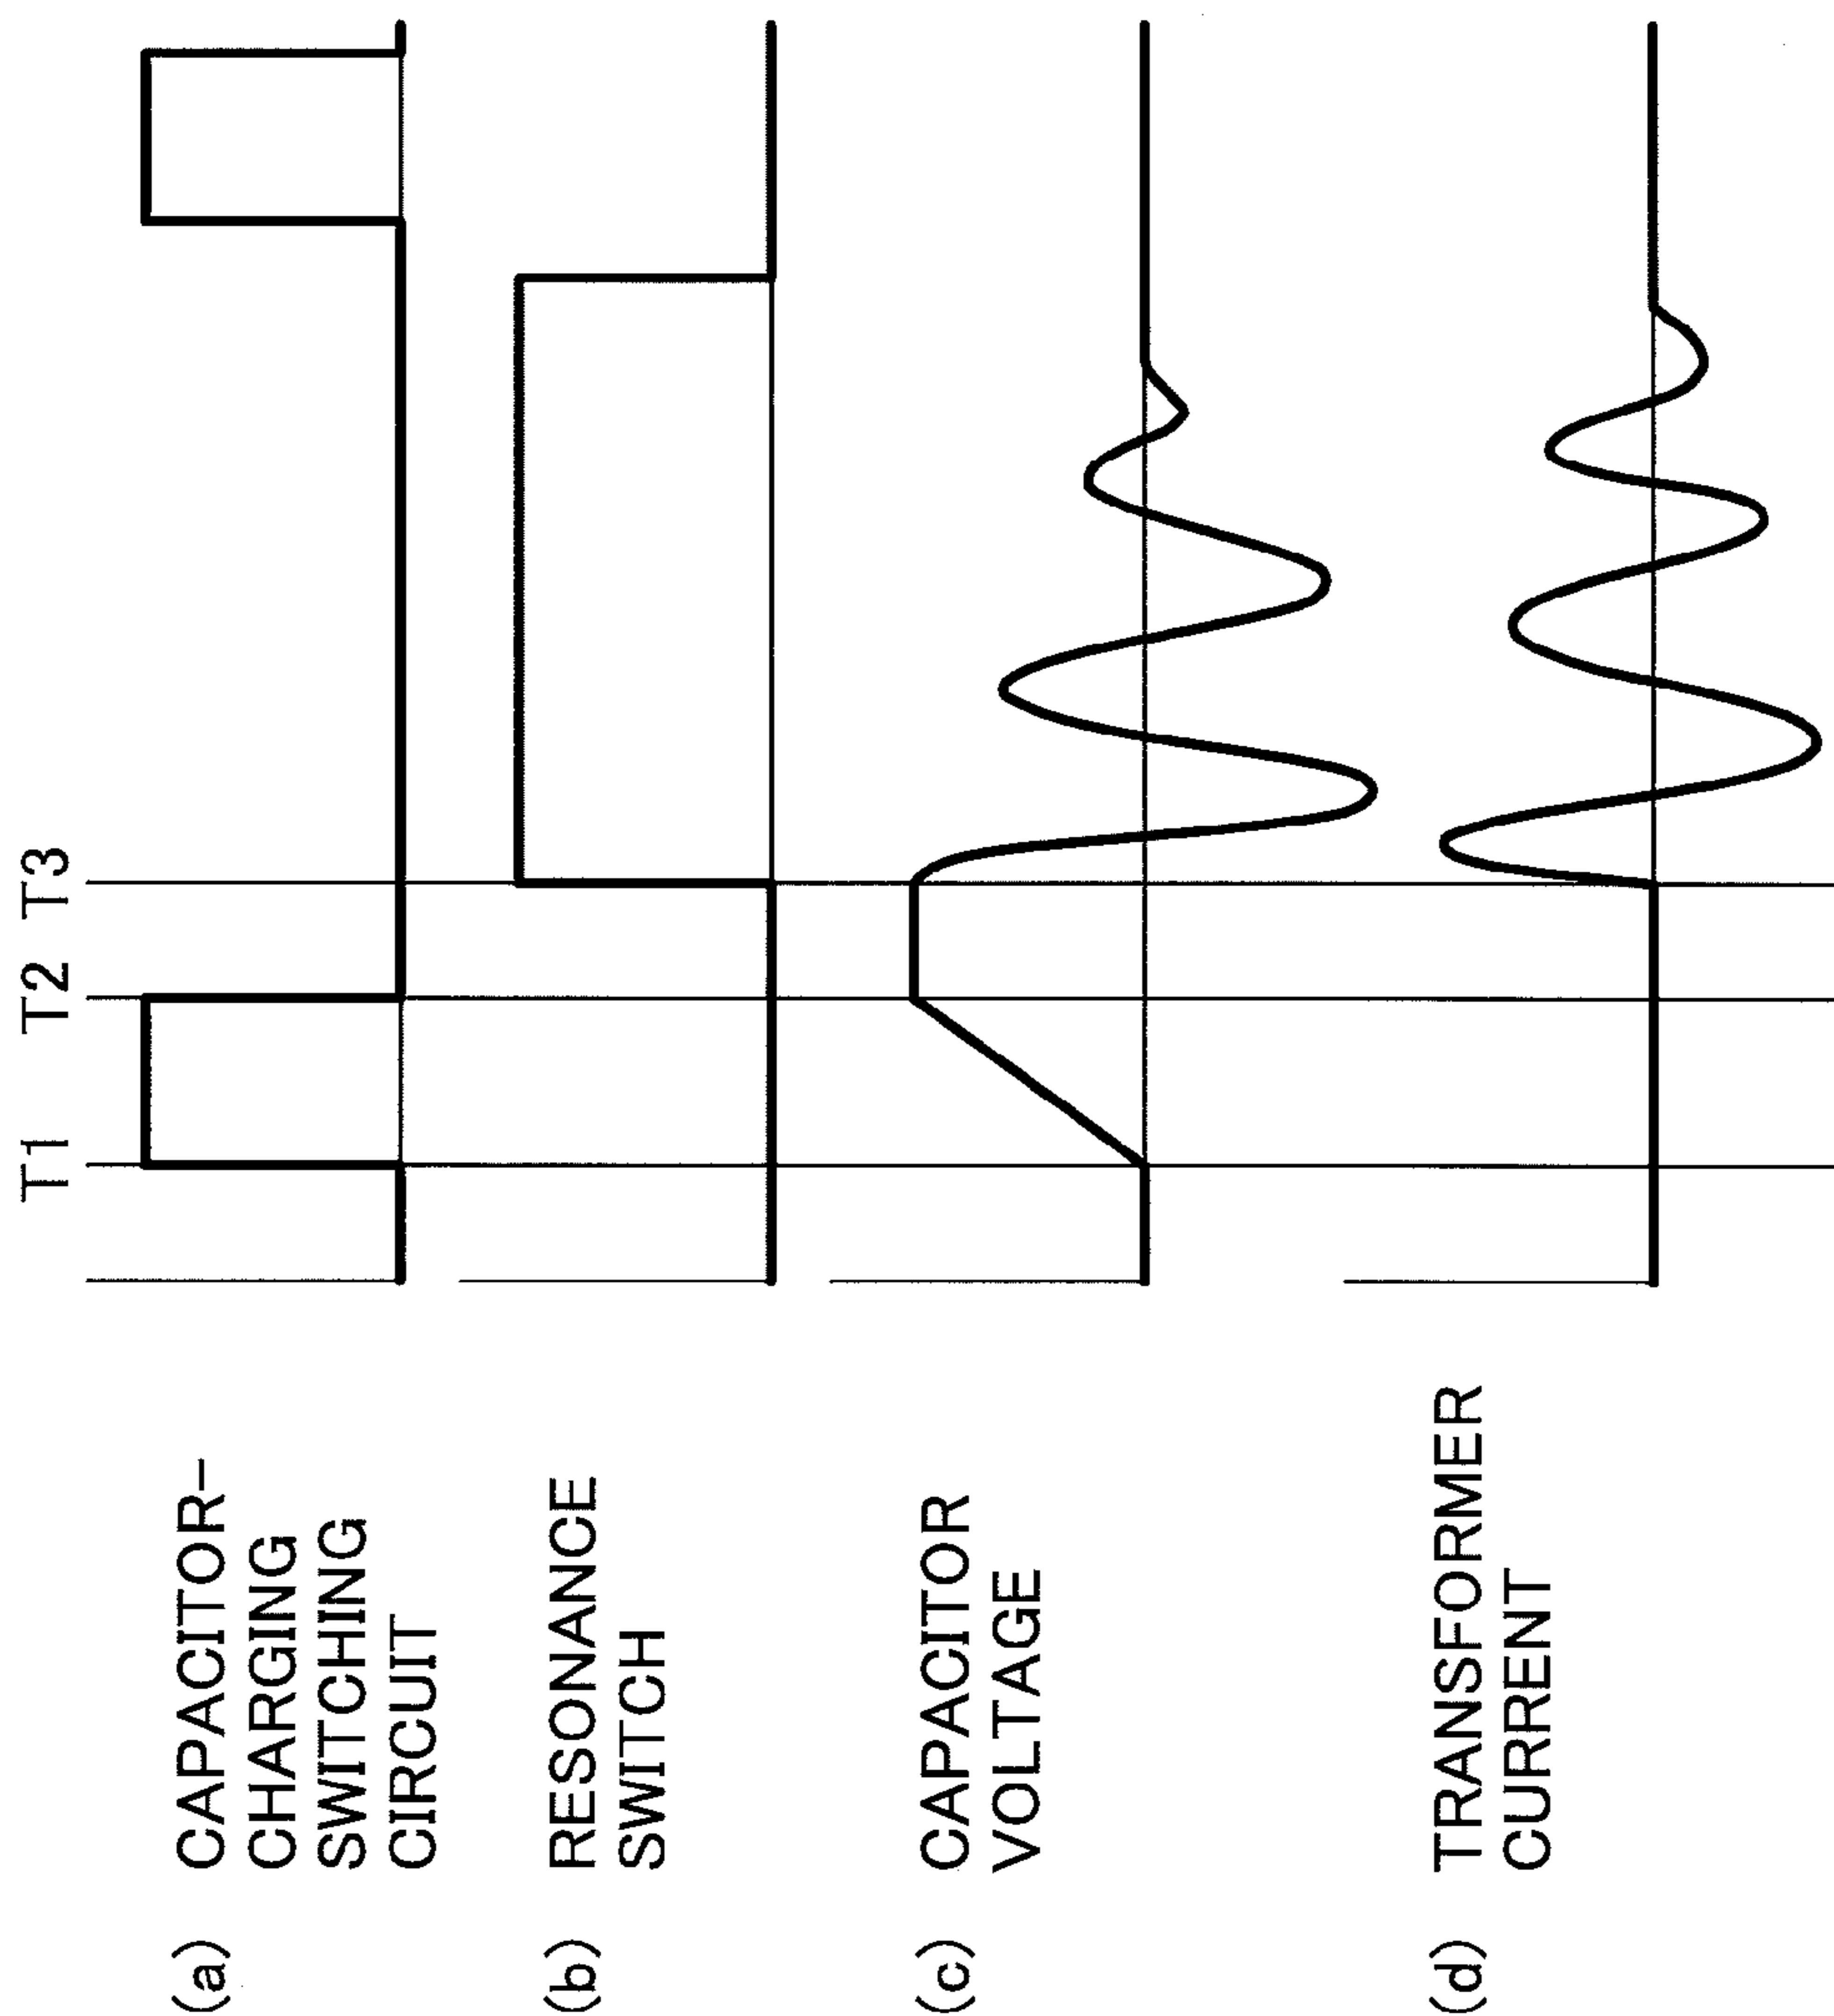 T1 T2 T3
(a) CAPACITOR-
CHARGING
SWITCHING
CIRCUIT
(b) RESONANCE
SWITCH
(c) CAPACITOR
VOLTAGE
(d) TRANSFORMER
CURRENT